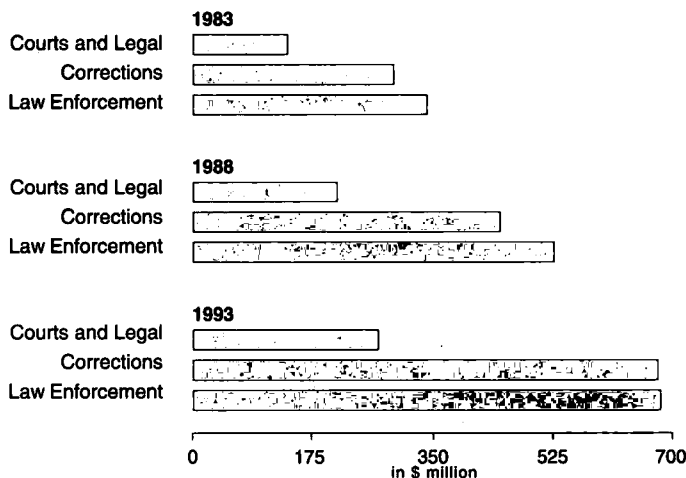 1983
Courts and Legal
Corrections
Law Enforcement
1988
Courts and Legal
Corrections
Law Enforcement
1993
Courts and Legal
Corrections
Law Enforcement
0 175 350 525 700
in $ million